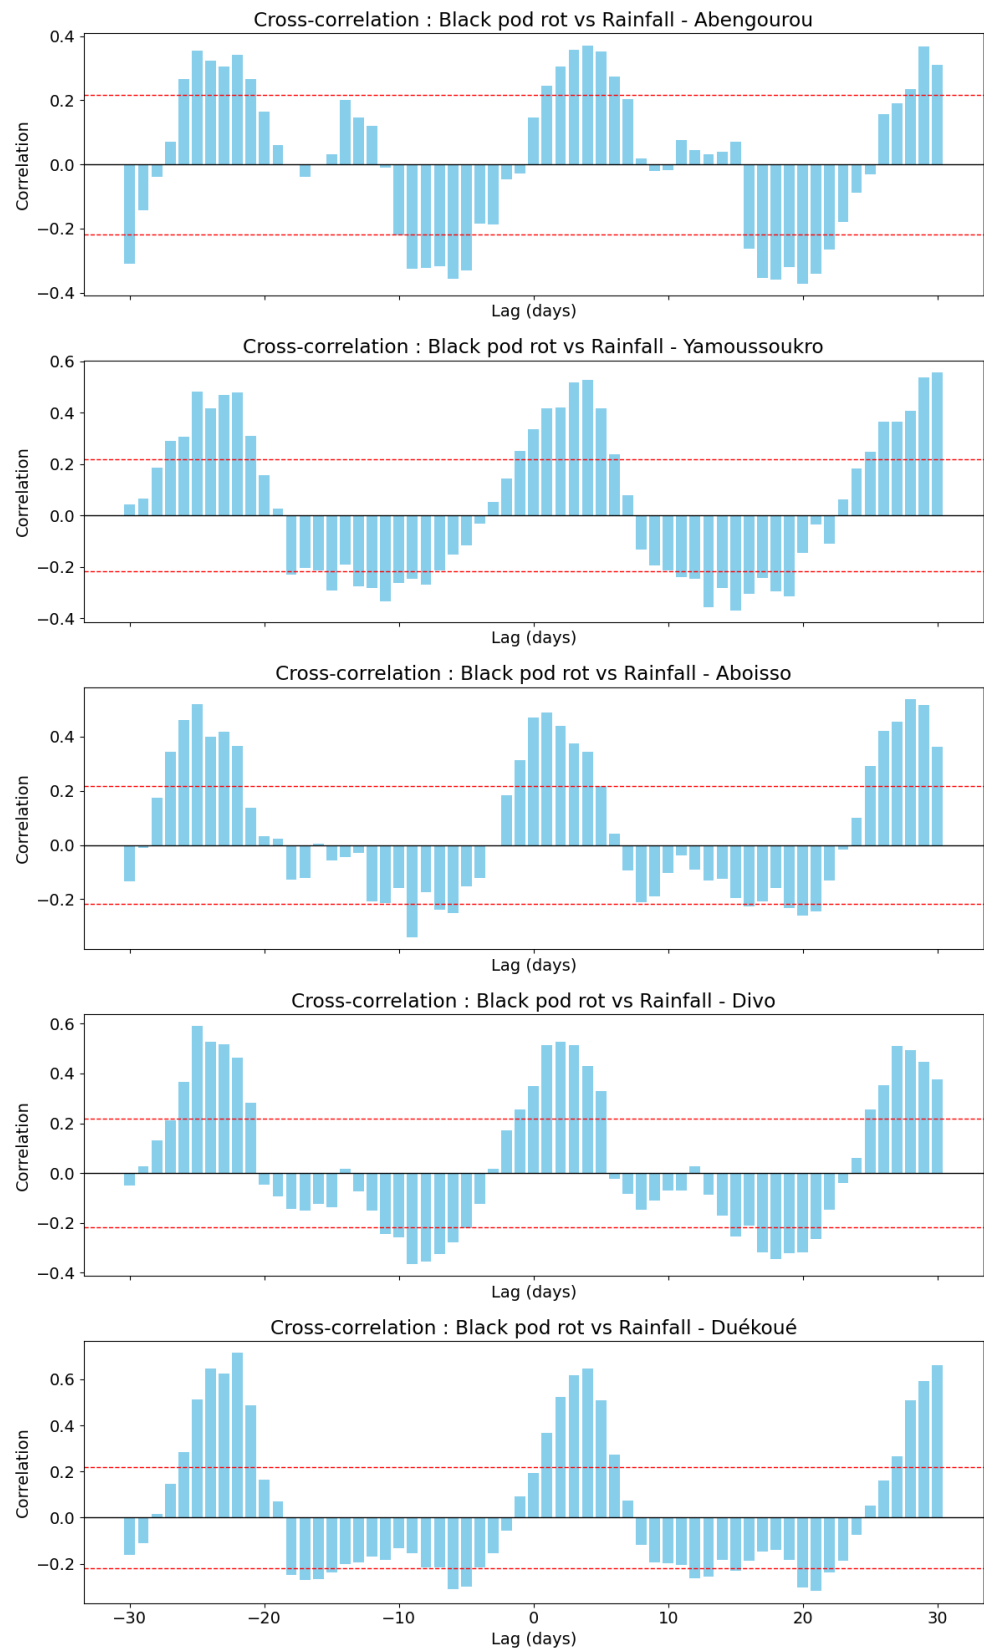 Cross-correlation : Black pod rot vs Rainfall - Abengourou
0.4
0.2
0.0
−0.2
−0.4
Correlation
Lag (days)
Cross-correlation : Black pod rot vs Rainfall - Yamoussoukro
0.6
0.4
0.2
0.0
−0.2
−0.4
Correlation
Lag (days)
Cross-correlation : Black pod rot vs Rainfall - Aboisso
0.4
0.2
0.0
−0.2
Correlation
Lag (days)
Cross-correlation : Black pod rot vs Rainfall - Divo
0.6
0.4
0.2
0.0
−0.2
−0.4
Correlation
Lag (days)
Cross-correlation : Black pod rot vs Rainfall - Duékoué
0.6
0.4
0.2
0.0
−0.2
Correlation
−30 −20 −10 0 10 20 30
Lag (days)